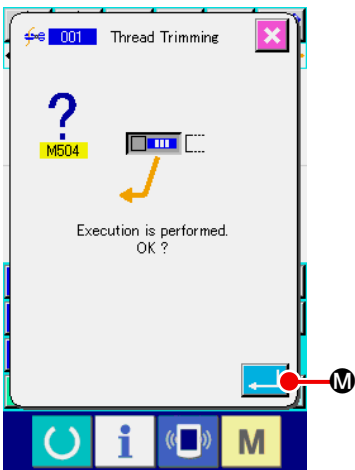 001 Thread Trimming
?
M504
Execution is performed.
OK ?
M
i M